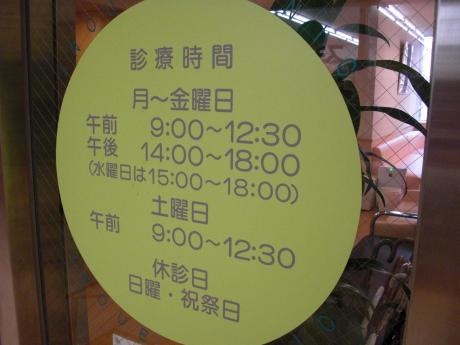 診療時間
月〜金曜日
午前 9:00〜12:30
午後 14:00〜18:00
(水曜日は15:00〜18:00)
土曜日
午前 9:00〜12:30
休診日
日曜・祝祭日